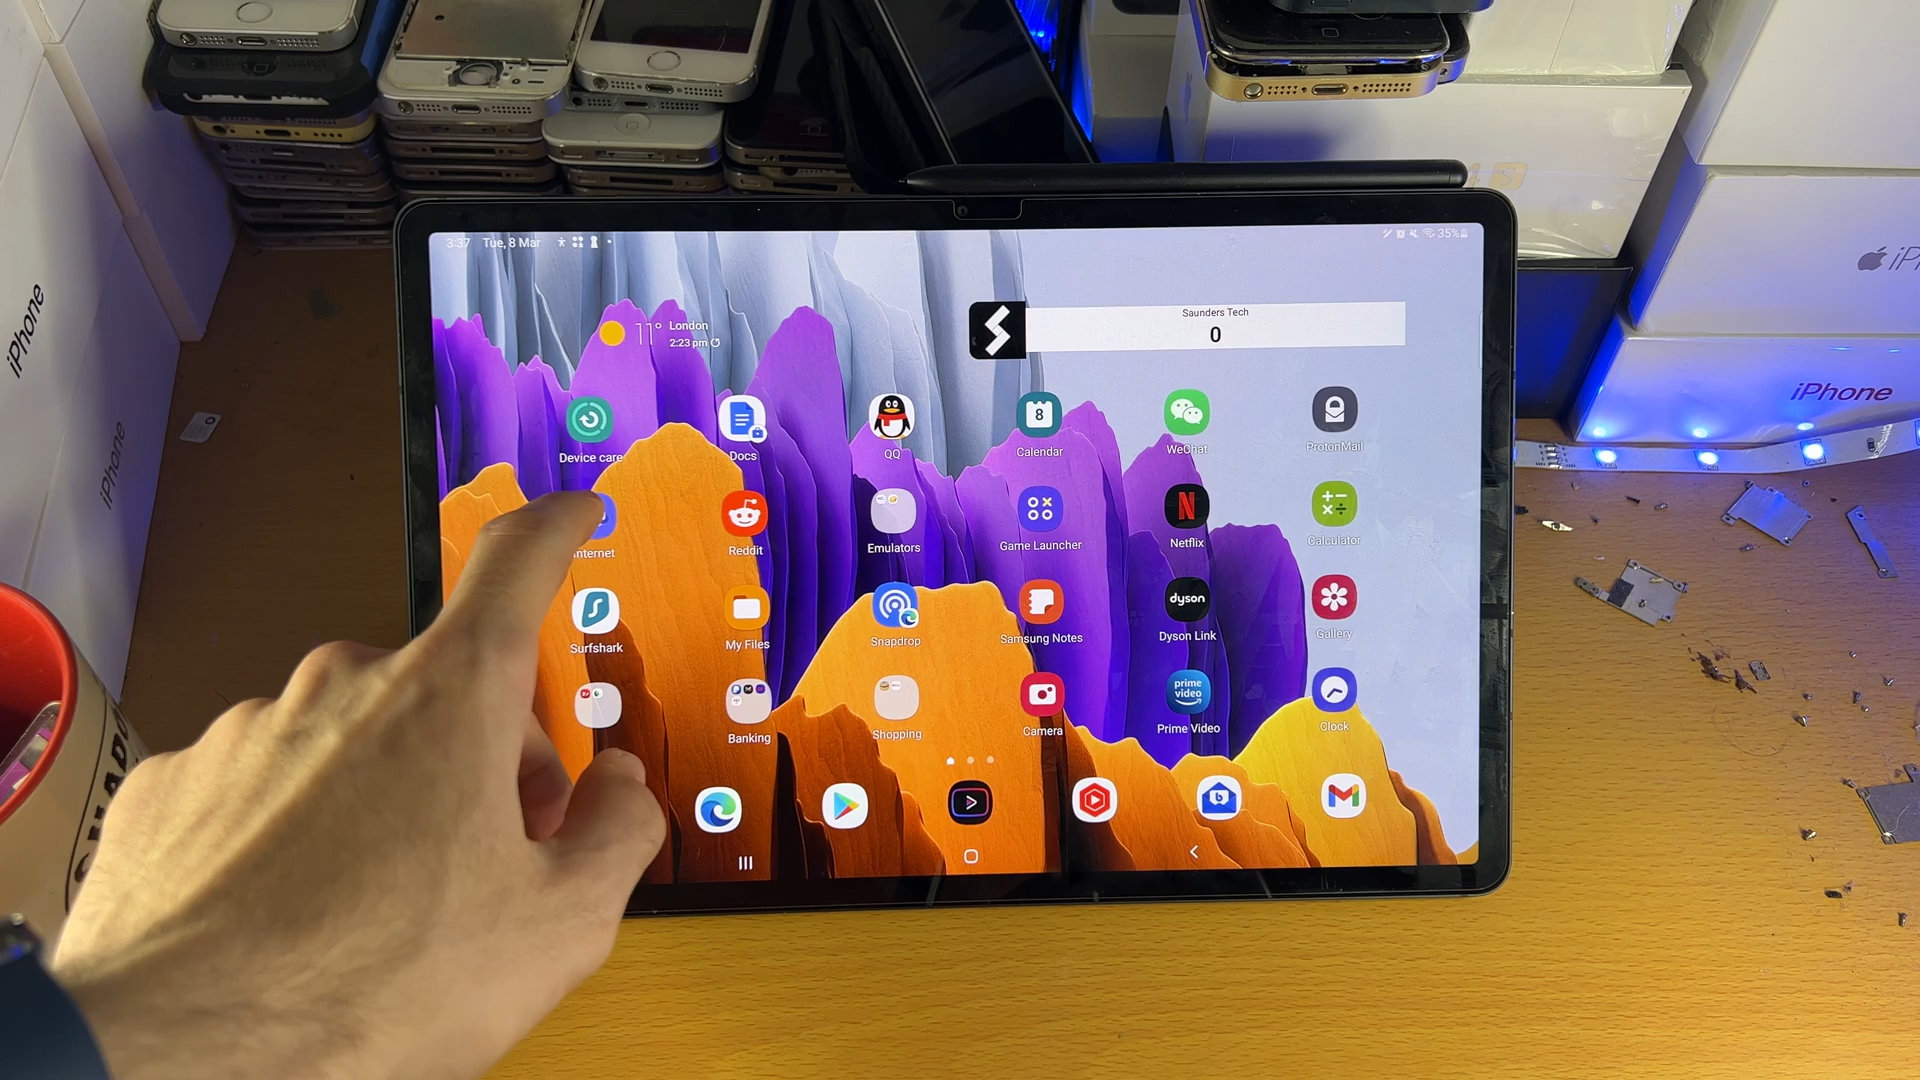 3:37 Tue, 8 Mar
35%
11° London
2:23 pm
Saunders Tech
0
Device care
Docs
QQ
8
Calendar
WeChat
ProtonMail
Internet
Reddit
Emulators
Game Launcher
Netflix
Calculator
Surfshark
My Files
Snapdrop
Samsung Notes
dyson
Dyson Link
Gallery
Banking
Shopping
Camera
prime
video
Prime Video
Clock
iPhone
iPhone
iPhone